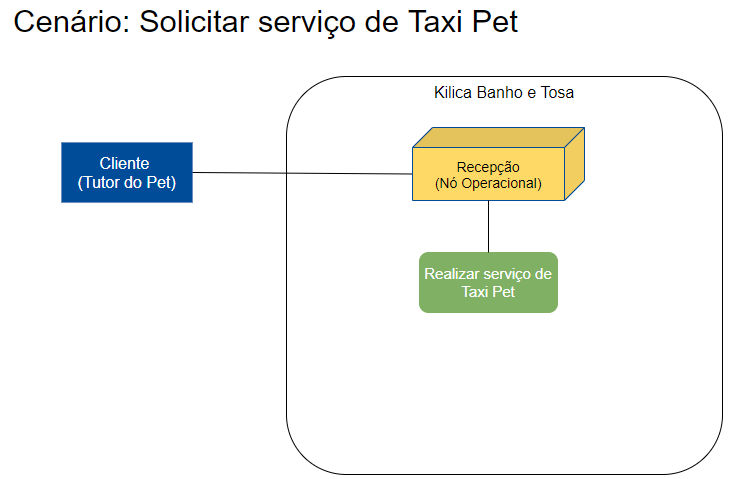 Cenário: Solicitar serviço de Taxi Pet
Kilica Banho e Tosa
Cliente
(Tutor do Pet)
Recepção
(Nó Operacional)
Realizar serviço de
Taxi Pet